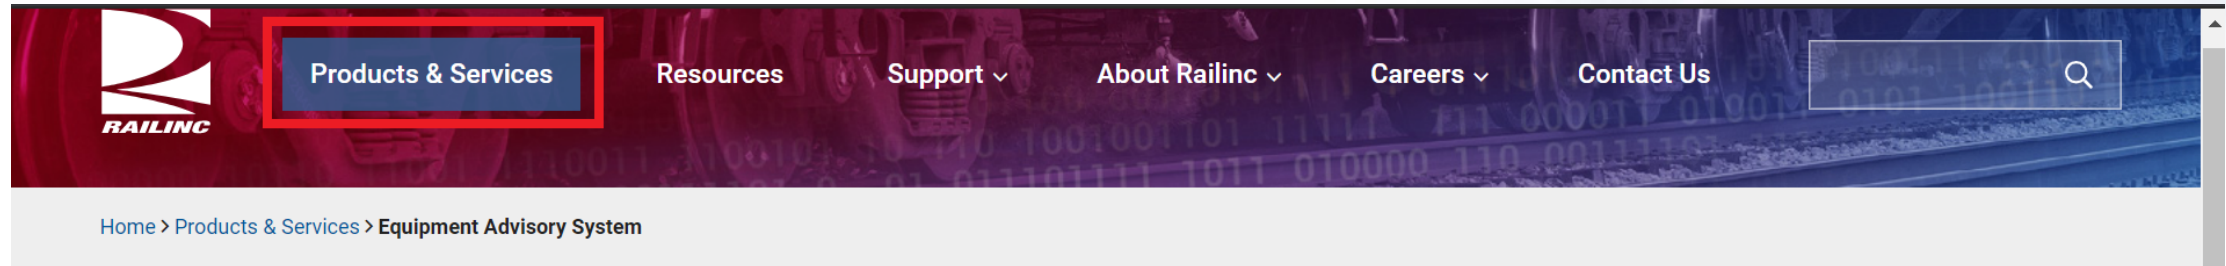 Products & Services Resources Support About Railinc Careers Contact Us
RAILINC
Home > Products & Services > Equipment Advisory System